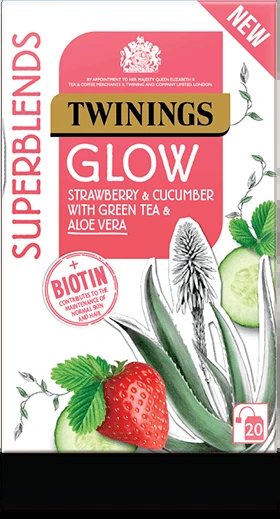 NEW
SUPERBLENDS
BY APPOINTMENT TO HER MAJESTY QUEEN ELIZABETH II
TEA & COFFEE MERCHANTS R. TWINING AND COMPANY LIMITED, LONDON
TWININGS
GLOW
STRAWBERRY & CUCUMBER
WITH GREEN TEA &
ALOE VERA
+
BIOTIN
CONTRIBUTES TO THE
MAINTENANCE OF
NORMAL SKIN
AND HAIR
20